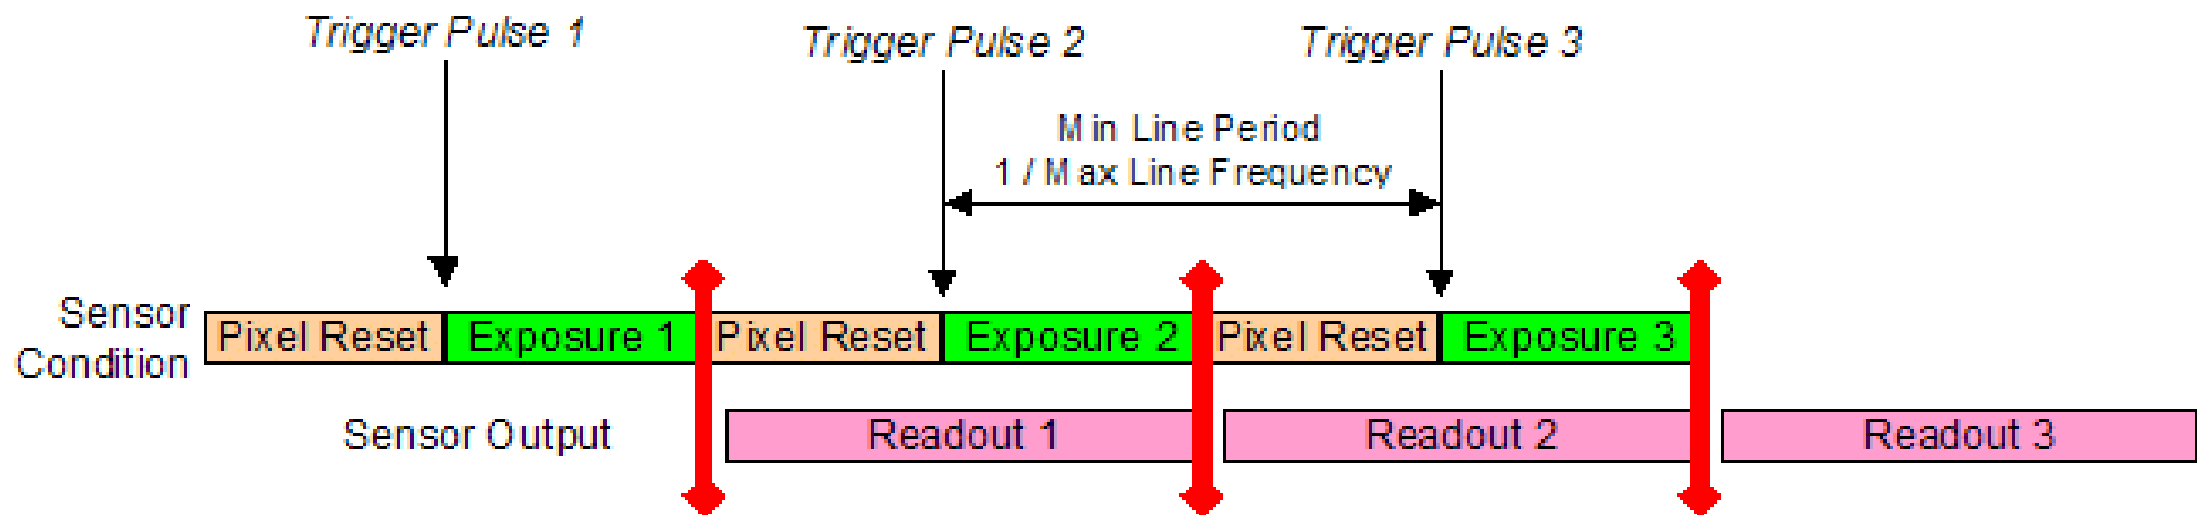 Trigger Pulse 1
Trigger Pulse 2
Trigger Pulse 3
Min Line Period
1 / Max Line Frequency
Sensor
Condition
Pixel Reset
Exposure 1
Pixel Reset
Exposure 2
Pixel Reset
Exposure 3
Sensor Output
Readout 1
Readout 2
Readout 3